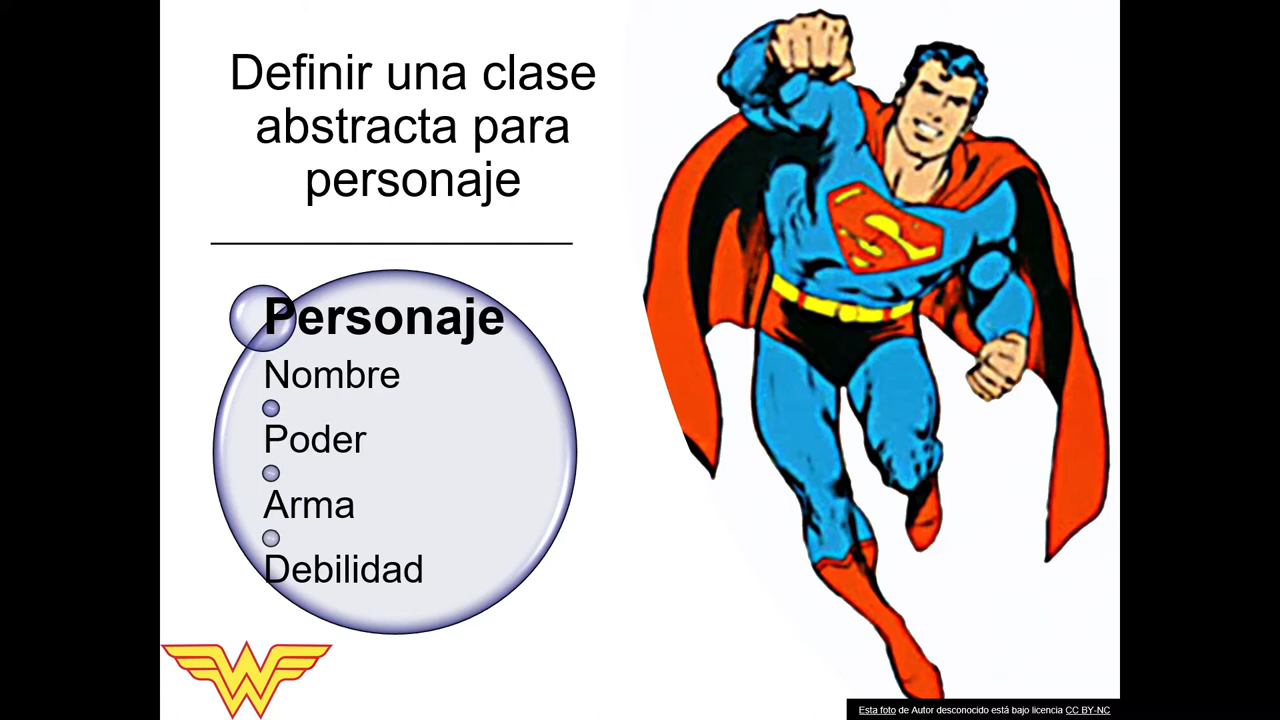 Definir una clase
abstracta para
personaje
Personaje
Nombre
Poder
Arma
Debilidad
S
W
Esta foto de Autor desconocido está bajo licencia CC BY-NC